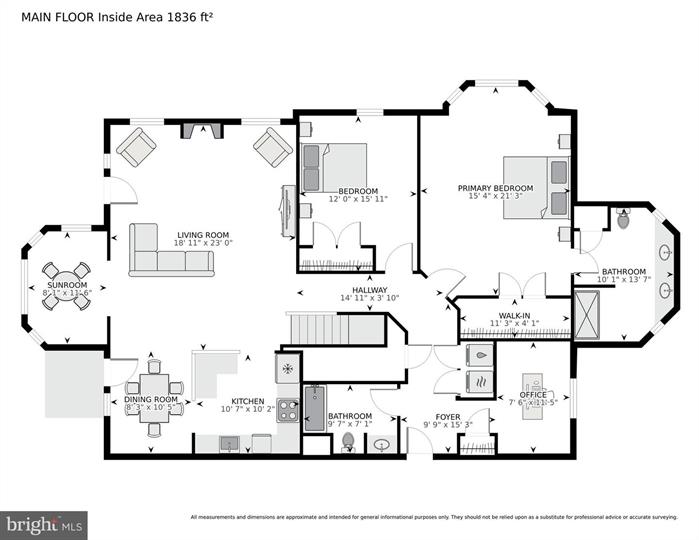 MAIN FLOOR Inside Area 1836 ft²
BEDROOM
12' 0" x 15' 11"
PRIMARY BEDROOM
15' 4" x 21' 3"
LIVING ROOM
18' 11" x 23' 0"
BATHROOM
10' 1" x 13' 7"
SUNROOM
8' 1" x 11' 6"
HALLWAY
14' 11" x 3' 10"
WALK-IN
11' 3" x 4' 1"
DINING ROOM
8' 3" x 10' 5"
KITCHEN
10' 7" x 10' 2"
BATHROOM
9' 7" x 7' 1"
FOYER
9' 9" x 15' 3"
OFFICE
7' 6" x 11' 5"
All measurements and dimensions are approximate and intended for general informational purposes only. They should not be relied upon as a substitute for professional advice or accurate surveying.
bright MLS